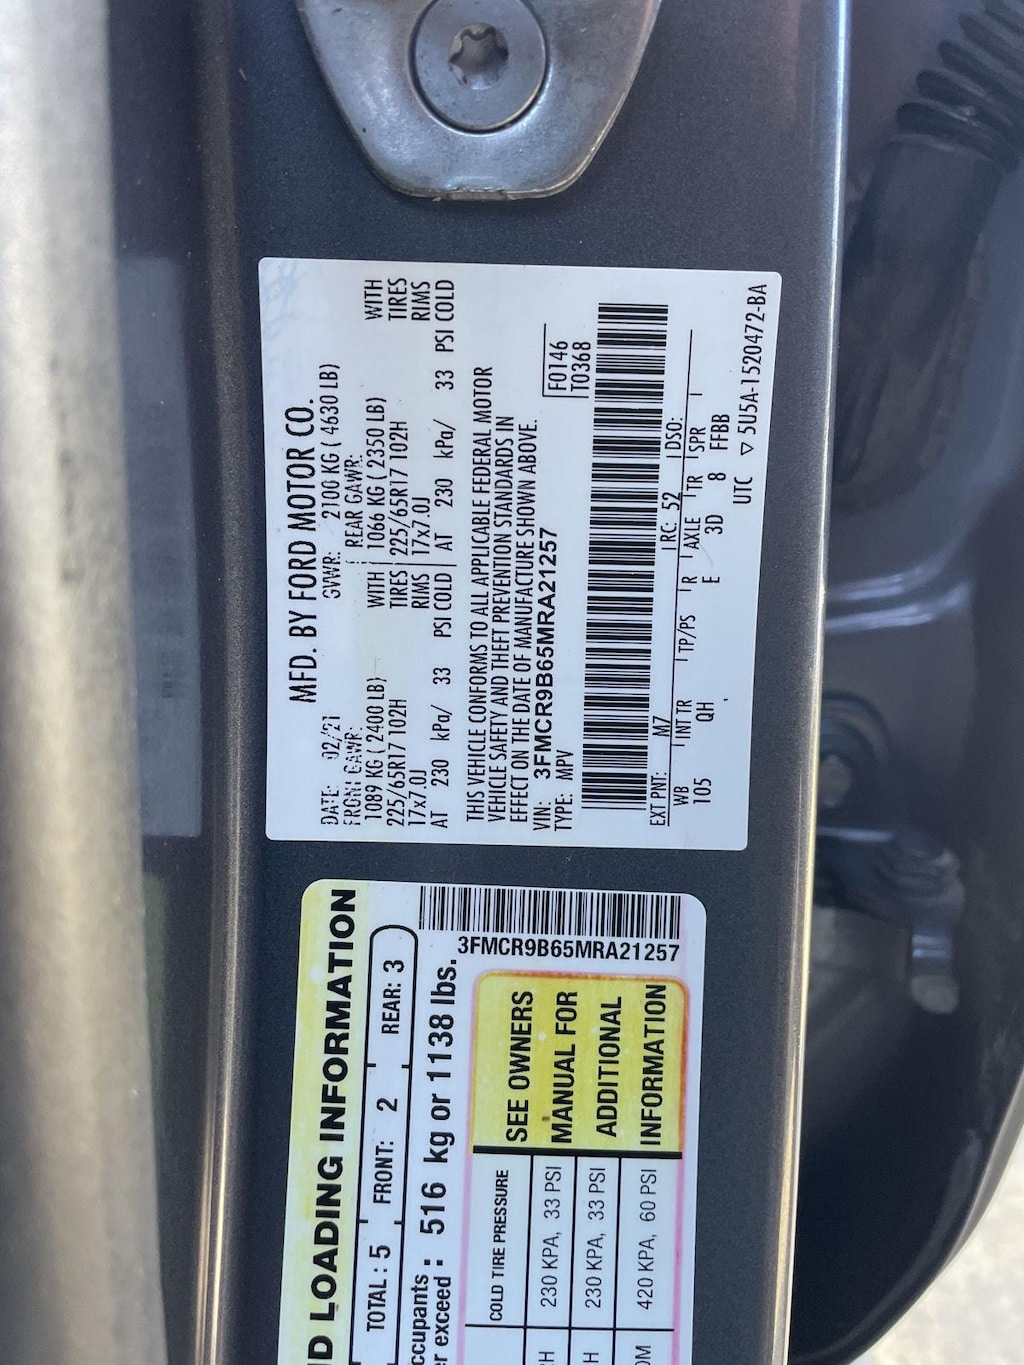 MFD. BY FORD MOTOR CO.
DATE: 02/21 GVWR: 2100 KG ( 4630 LB)
FRONT GAWR: REAR GAWR:
1089 KG ( 2400 LB) WITH 1066 KG ( 2350 LB) WITH
225/65R17 102H TIRES 225/65R17 102H TIRES
17x7.0J RIMS 17x7.0J RIMS
AT 230 kPa/ 33 PSI COLD AT 230 kPa/ 33 PSI COLD
THIS VEHICLE CONFORMS TO ALL APPLICABLE FEDERAL MOTOR
VEHICLE SAFETY AND THEFT PREVENTION STANDARDS IN
EFFECT ON THE DATE OF MANUFACTURE SHOWN ABOVE.
VIN: 3FMCR9B65MRA21257
TYPE: MPV
F0146
T0368
EXT PNT: M7 RC: 52 DSO:
WB INT TR TP/PS R AXLE TR SPR
105 QH E 3D 8 FFBB
UTC ▽ 5U5A-1520472-BA
ND LOADING INFORMATION
TOTAL : 5 FRONT: 2 REAR: 3
ccupants
r exceed : 516 kg or 1138 lbs.
3FMCR9B65MRA21257
COLD TIRE PRESSURE
230 KPA, 33 PSI
H 230 KPA, 33 PSI
0M 420 KPA, 60 PSI
SEE OWNERS
MANUAL FOR
ADDITIONAL
INFORMATION